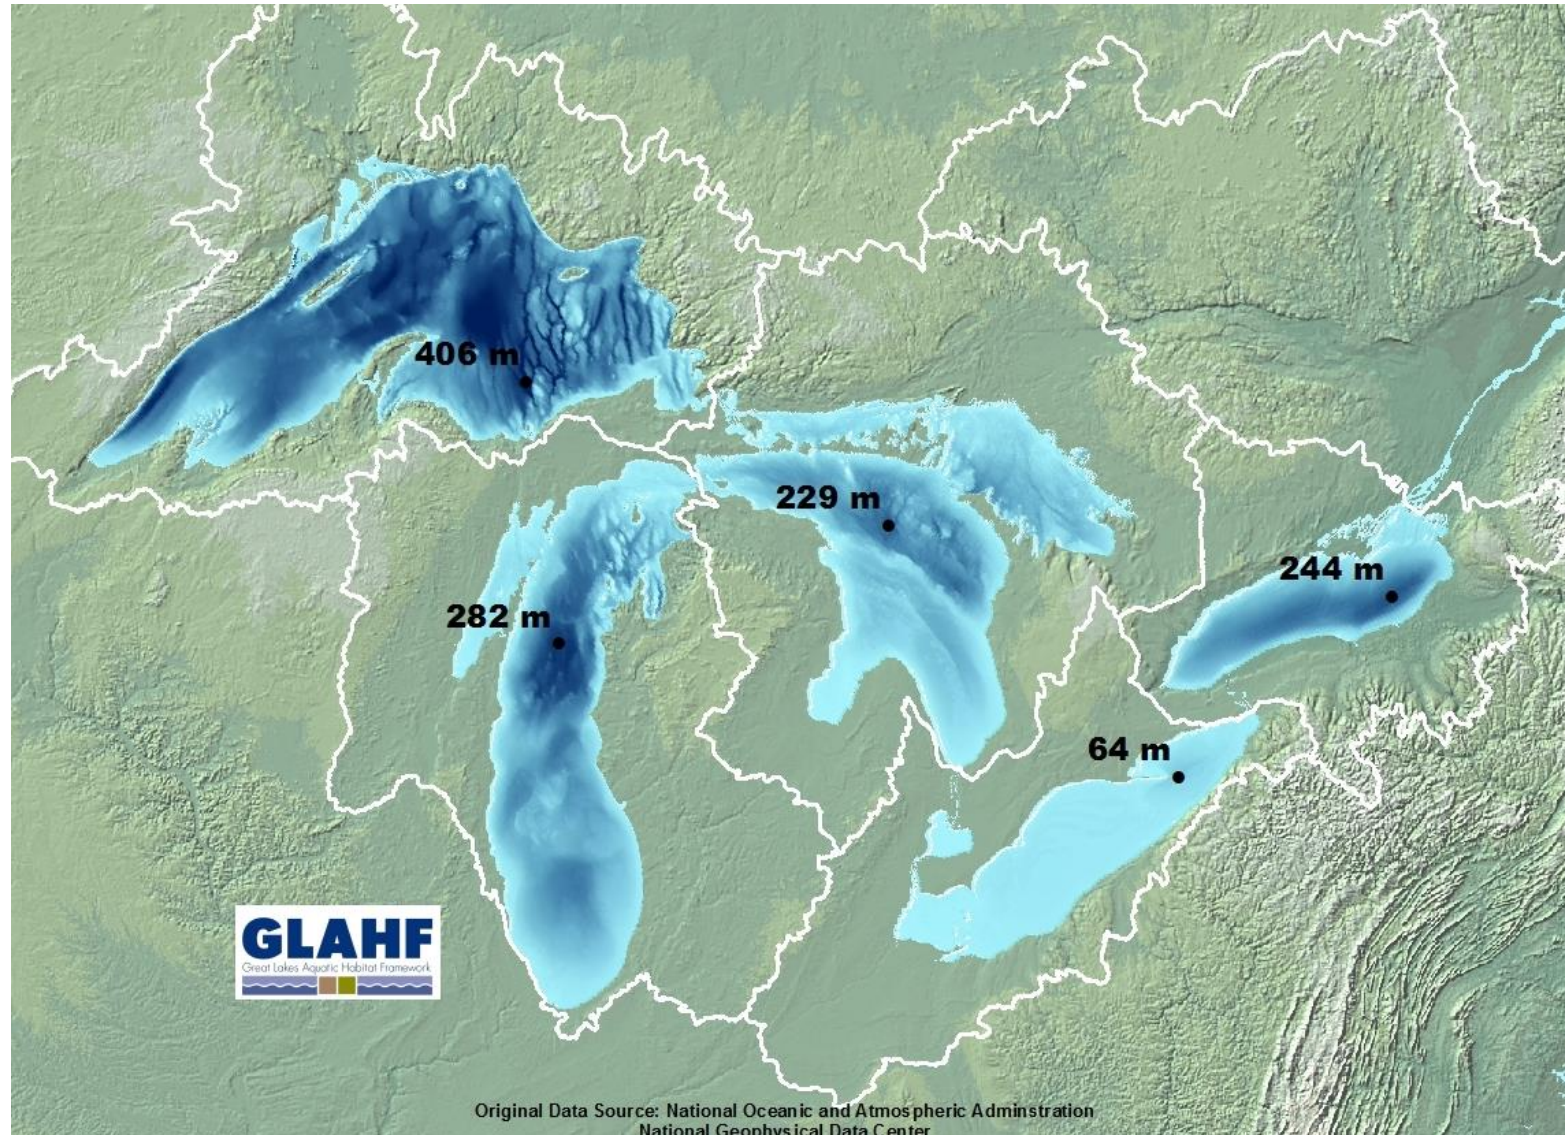 406 m
229 m
244 m
282 m
64 m
GLAHF
Great Lakes Aquatic Habitat Framework
Original Data Source: National Oceanic and Atmospheric Adminstration
National Geophysical Data Center